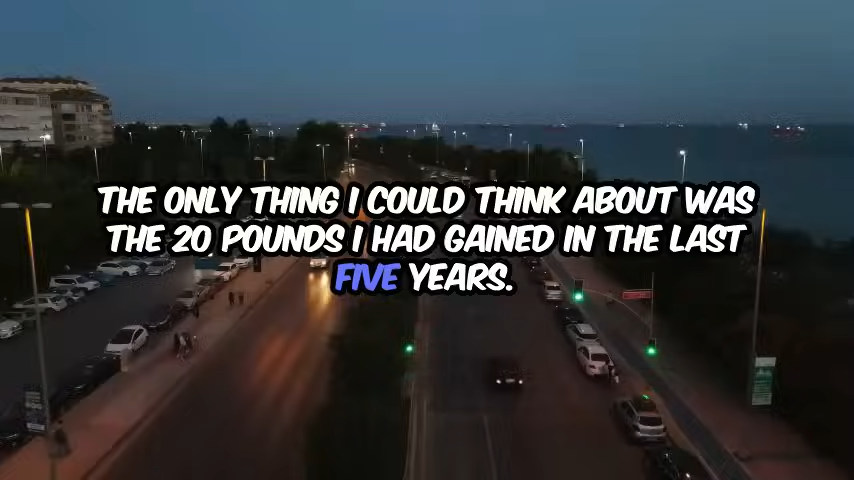 THE ONLY THING I COULD THINK ABOUT WAS
THE 20 POUNDS I HAD GAINED IN THE LAST
FIVE YEARS.